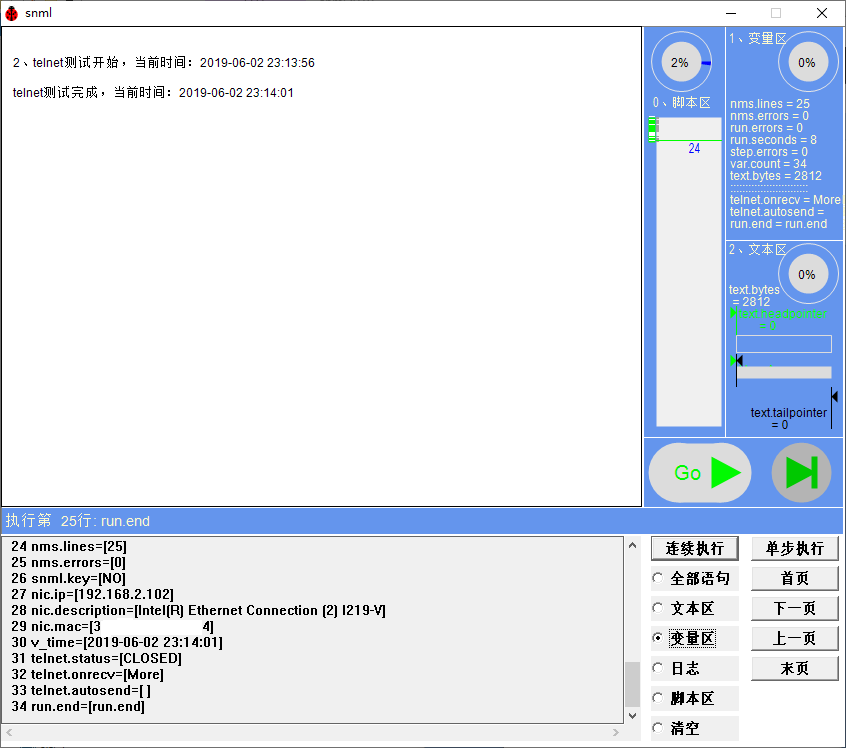 snml
2、telnet测试开始，当前时间：2019-06-02 23:13:56
telnet测试完成，当前时间：2019-06-02 23:14:01
2%
0、脚本区
24
1、变量区
0%
nms.lines = 25
nms.errors = 0
run.errors = 0
run.seconds = 8
step.errors = 0
var.count = 34
text.bytes = 2812
telnet.onrecv = More
telnet.autosend =
run.end = run.end
2、文本区
0%
text.bytes
= 2812
text.headpointer
= 0
text.tailpointer
= 0
Go
执行第 25行: run.end
24 nms.lines=[25]
25 nms.errors=[0]
26 snml.key=[NO]
27 nic.ip=[192.168.2.102]
28 nic.description=[Intel(R) Ethernet Connection (2) I219-V]
29 nic.mac=[3 4]
30 v_time=[2019-06-02 23:14:01]
31 telnet.status=[CLOSED]
32 telnet.onrecv=[More]
33 telnet.autosend=[ ]
34 run.end=[run.end]
连续执行
单步执行
全部语句
首页
文本区
下一页
变量区
上一页
日志
末页
脚本区
清空